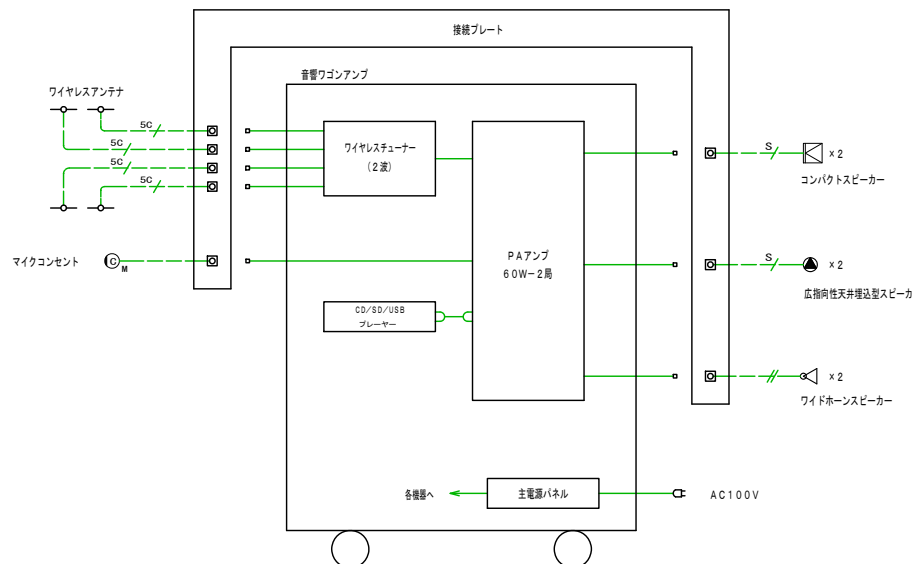 接続プレート
音響ワゴンアンプ
ワイヤレスアンテナ
5C
5C
5C
5C
ワイヤレスチューナー
(2波)
S
×2
コンパクトスピーカー
マイクコンセント
C
M
PAアンプ
60W-2局
S
×2
広指向性天井埋込型スピーカ
CD/SD/USB
プレーヤー
×2
ワイドホーンスピーカー
各機器へ
主電源パネル
AC100V